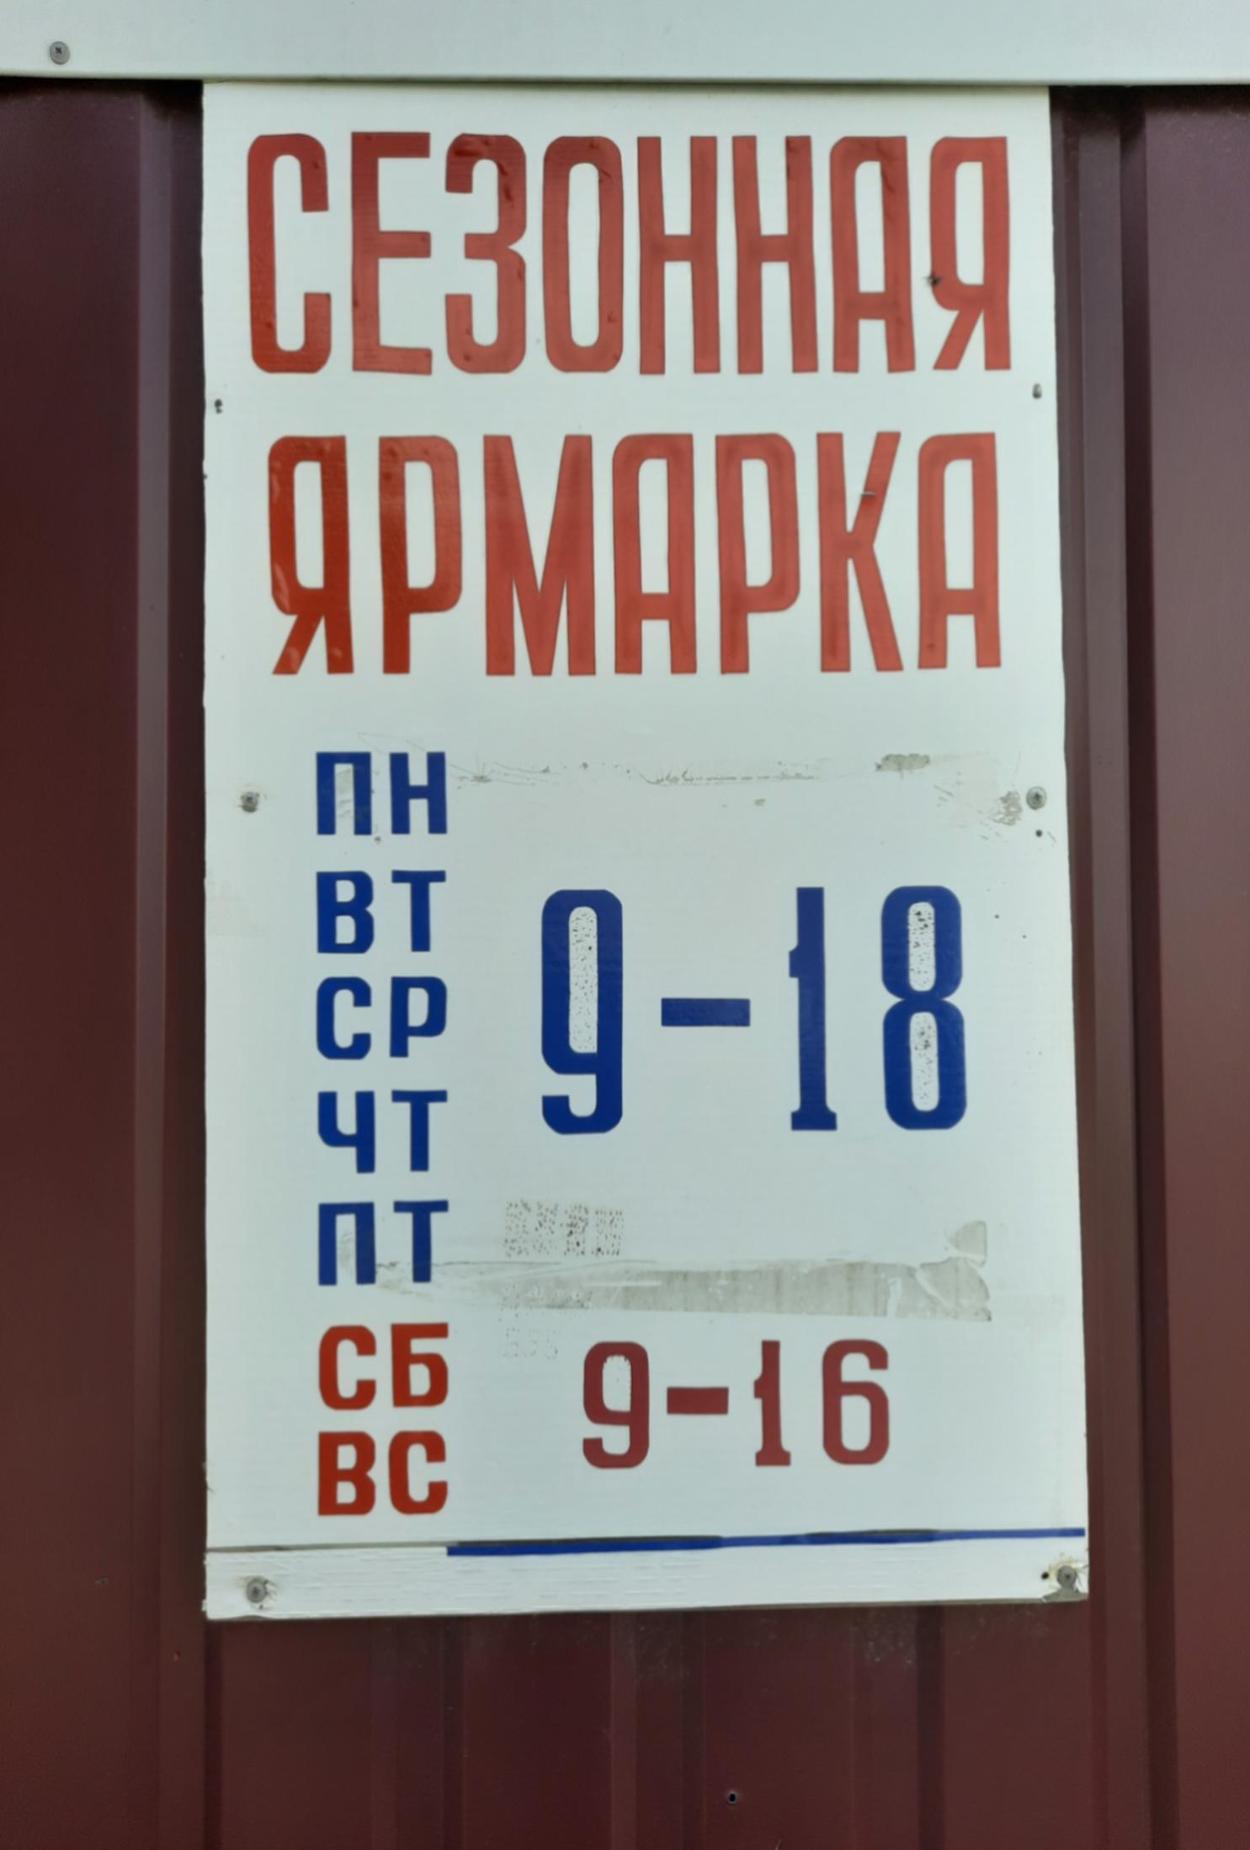 СЕЗОННАЯ
ЯРМАРКА
ПН
ВТ
СР
ЧТ
ПТ
9-18
СБ
ВС
9-16